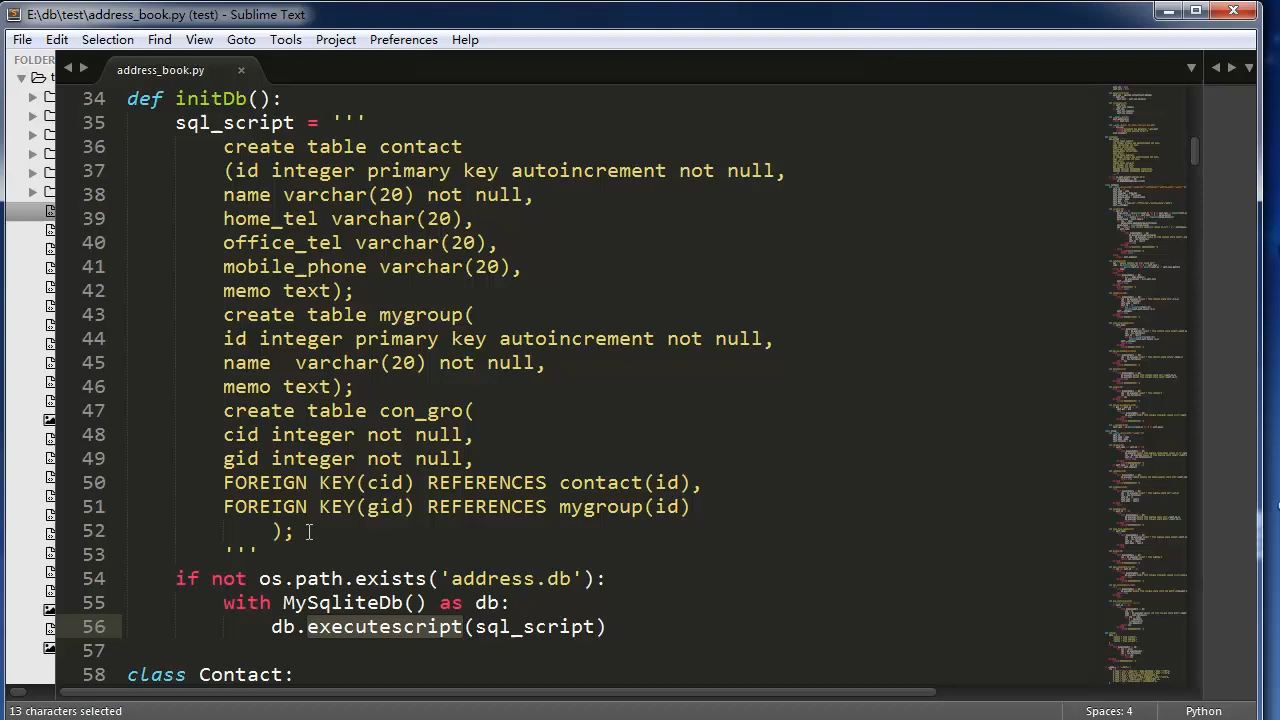 E:\db\test\address_book.py (test) - Sublime Text
File Edit Selection Find View Goto Tools Project Preferences Help
FOLDER
address_book.py ×
34 def initDb():
35 sql_script = '''
36 create table contact
37 (id integer primary key autoincrement not null,
38 name varchar(20) not null,
39 home_tel varchar(20),
40 office_tel varchar(20),
41 mobile_phone varchar(20),
42 memo text);
43 create table mygroup(
44 id integer primary key autoincrement not null,
45 name  varchar(20) not null,
46 memo text);
47 create table con_gro(
48 cid integer not null,
49 gid integer not null,
50 FOREIGN KEY(cid) REFERENCES contact(id),
51 FOREIGN KEY(gid) REFERENCES mygroup(id)
52 );
53 '''
54 if not os.path.exists('address.db'):
55 with MySqliteDb() as db:
56 db.executescript(sql_script)
57
58 class Contact:
13 characters selected
Spaces: 4
Python